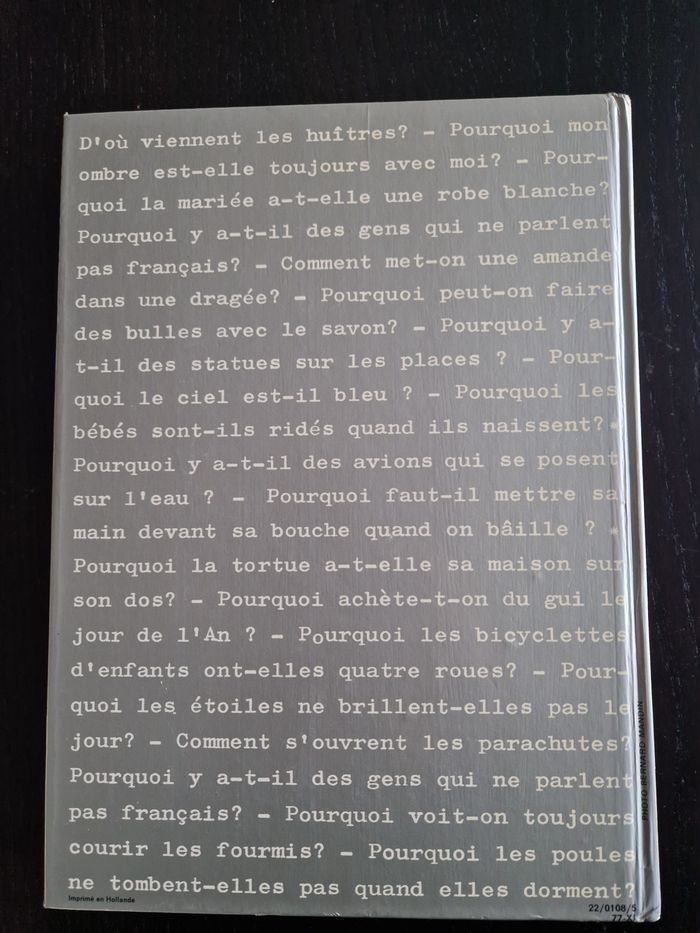 D'où viennent les huîtres? - Pourquoi mon
ombre est-elle toujours avec moi? - Pour-
quoi la mariée a-t-elle une robe blanche?
Pourquoi y a-t-il des gens qui ne parlent
pas français? - Comment met-on une amande
dans une dragée? - Pourquoi peut-on faire
des bulles avec le savon? - Pourquoi y a-
t-il des statues sur les places ? - Pour-
quoi le ciel est-il bleu ? - Pourquoi les
bébés sont-ils ridés quand ils naissent? -
Pourquoi y a-t-il des avions qui se posent
sur l'eau ? - Pourquoi faut-il mettre sa
main devant sa bouche quand on bâille ? -
Pourquoi la tortue a-t-elle sa maison sur
son dos? - Pourquoi achète-t-on du gui le
jour de l'An ? - Pourquoi les bicyclettes
d'enfants ont-elles quatre roues? - Pour-
quoi les étoiles ne brillent-elles pas le
jour? - Comment s'ouvrent les parachutes?
Pourquoi y a-t-il des gens qui ne parlent
pas français? - Pourquoi voit-on toujours
courir les fourmis? - Pourquoi les poules
ne tombent-elles pas quand elles dorment?
Imprimé en Hollande
22/0108/5
PHOTO BERNARD MANDIN